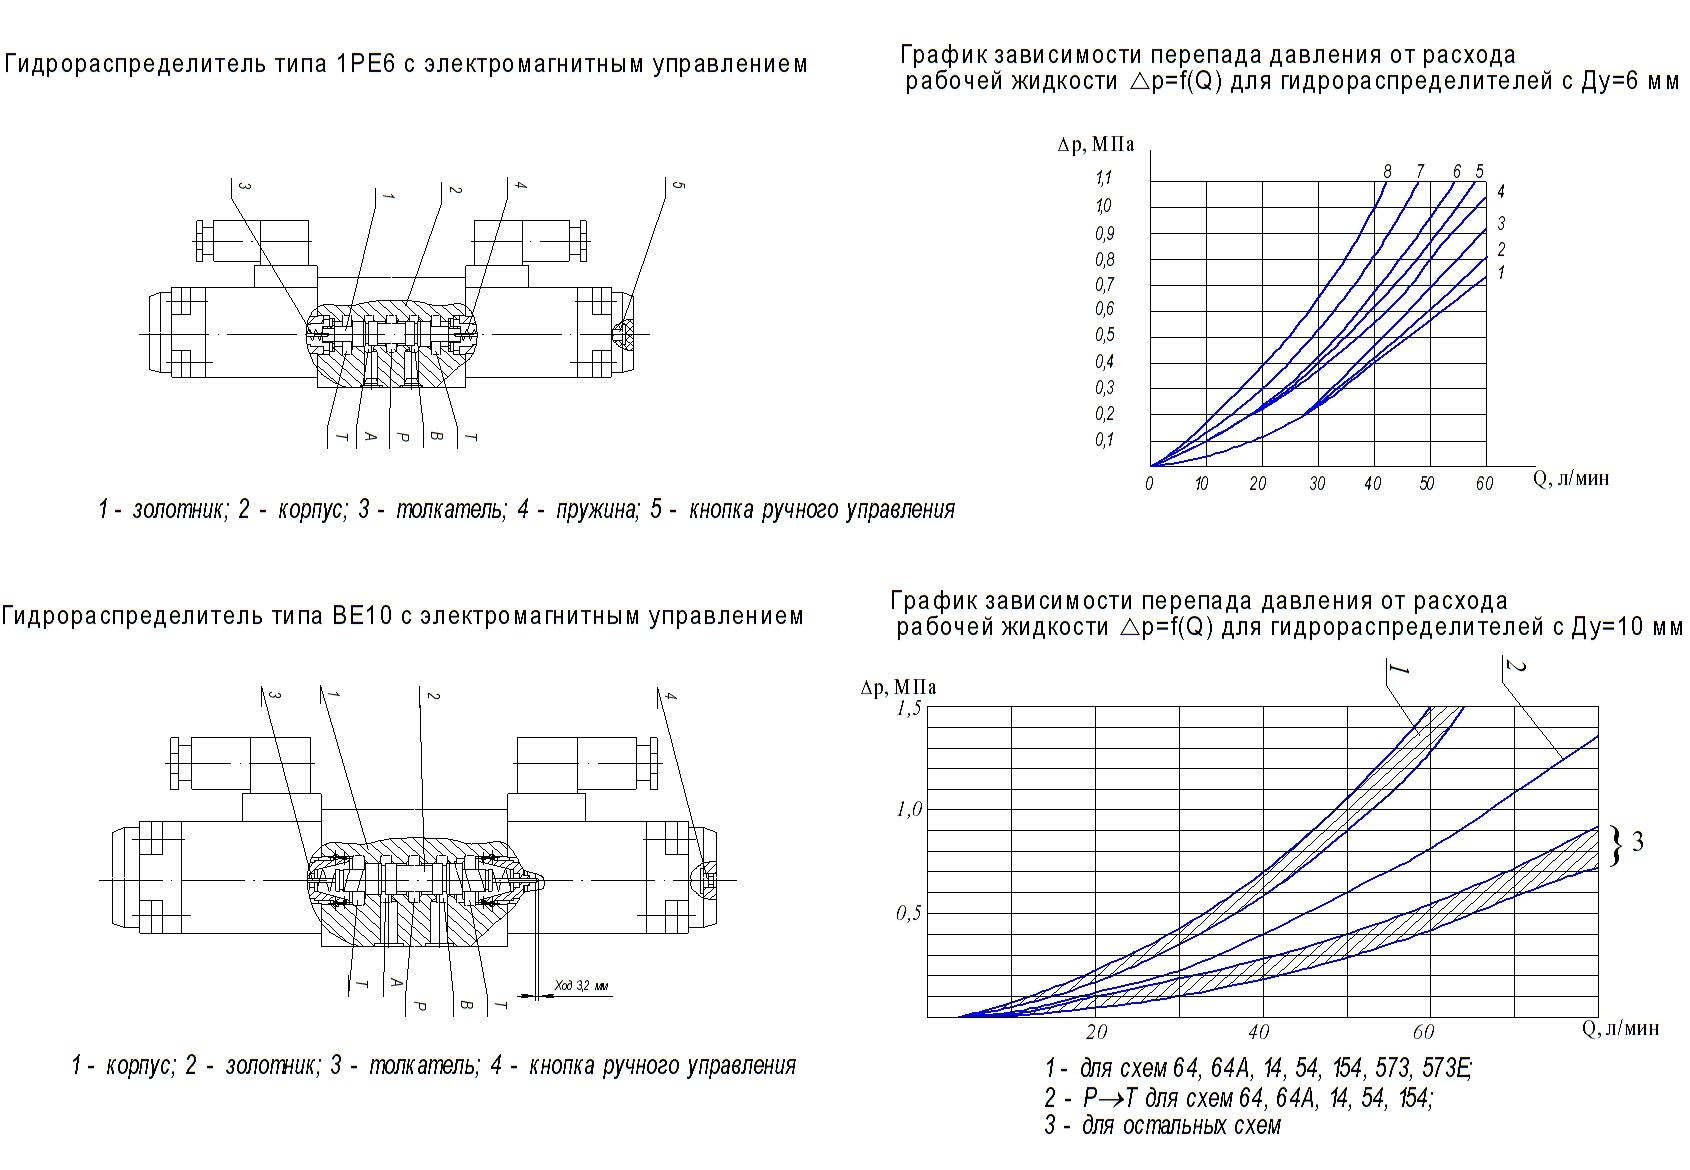 Гидрораспределитель типа 1РЕ6 с электромагнитным управлением
3
1
2
4
5
T
A
P
B
T
1 - золотник; 2 - корпус; 3 - толкатель; 4 - пружина; 5 - кнопка ручного управления
График зависимости перепада давления от расхода
рабочей жидкости △p=f(Q) для гидрораспределителей с Ду=6 мм
Δp, МПа
8 7 6 5
4
3
2
1
1,1
1,0
0,9
0,8
0,7
0,6
0,5
0,4
0,3
0,2
0,1
0 10 20 30 40 50 60
Q, л/мин
Гидрораспределитель типа ВЕ10 с электромагнитным управлением
3
1
2
4
T
A
P
B
T
Ход 3,2 мм
1 - корпус; 2 - золотник; 3 - толкатель; 4 - кнопка ручного управления
График зависимости перепада давления от расхода
рабочей жидкости △p=f(Q) для гидрораспределителей с Ду=10 мм
Δp, МПа
1
2
1,5
1,0
0,5
} 3
20 40 60
Q, л/мин
1 - для схем 64, 64А, 14, 54, 154, 573, 573Е;
2 - Р→Т для схем 64, 64А, 14, 54, 154;
3 - для остальных схем